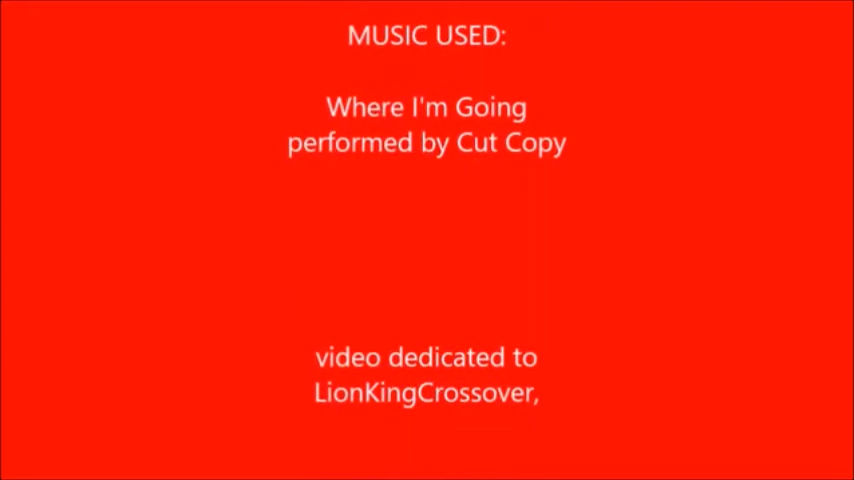 MUSIC USED:
Where I'm Going
performed by Cut Copy
video dedicated to
LionKingCrossover,